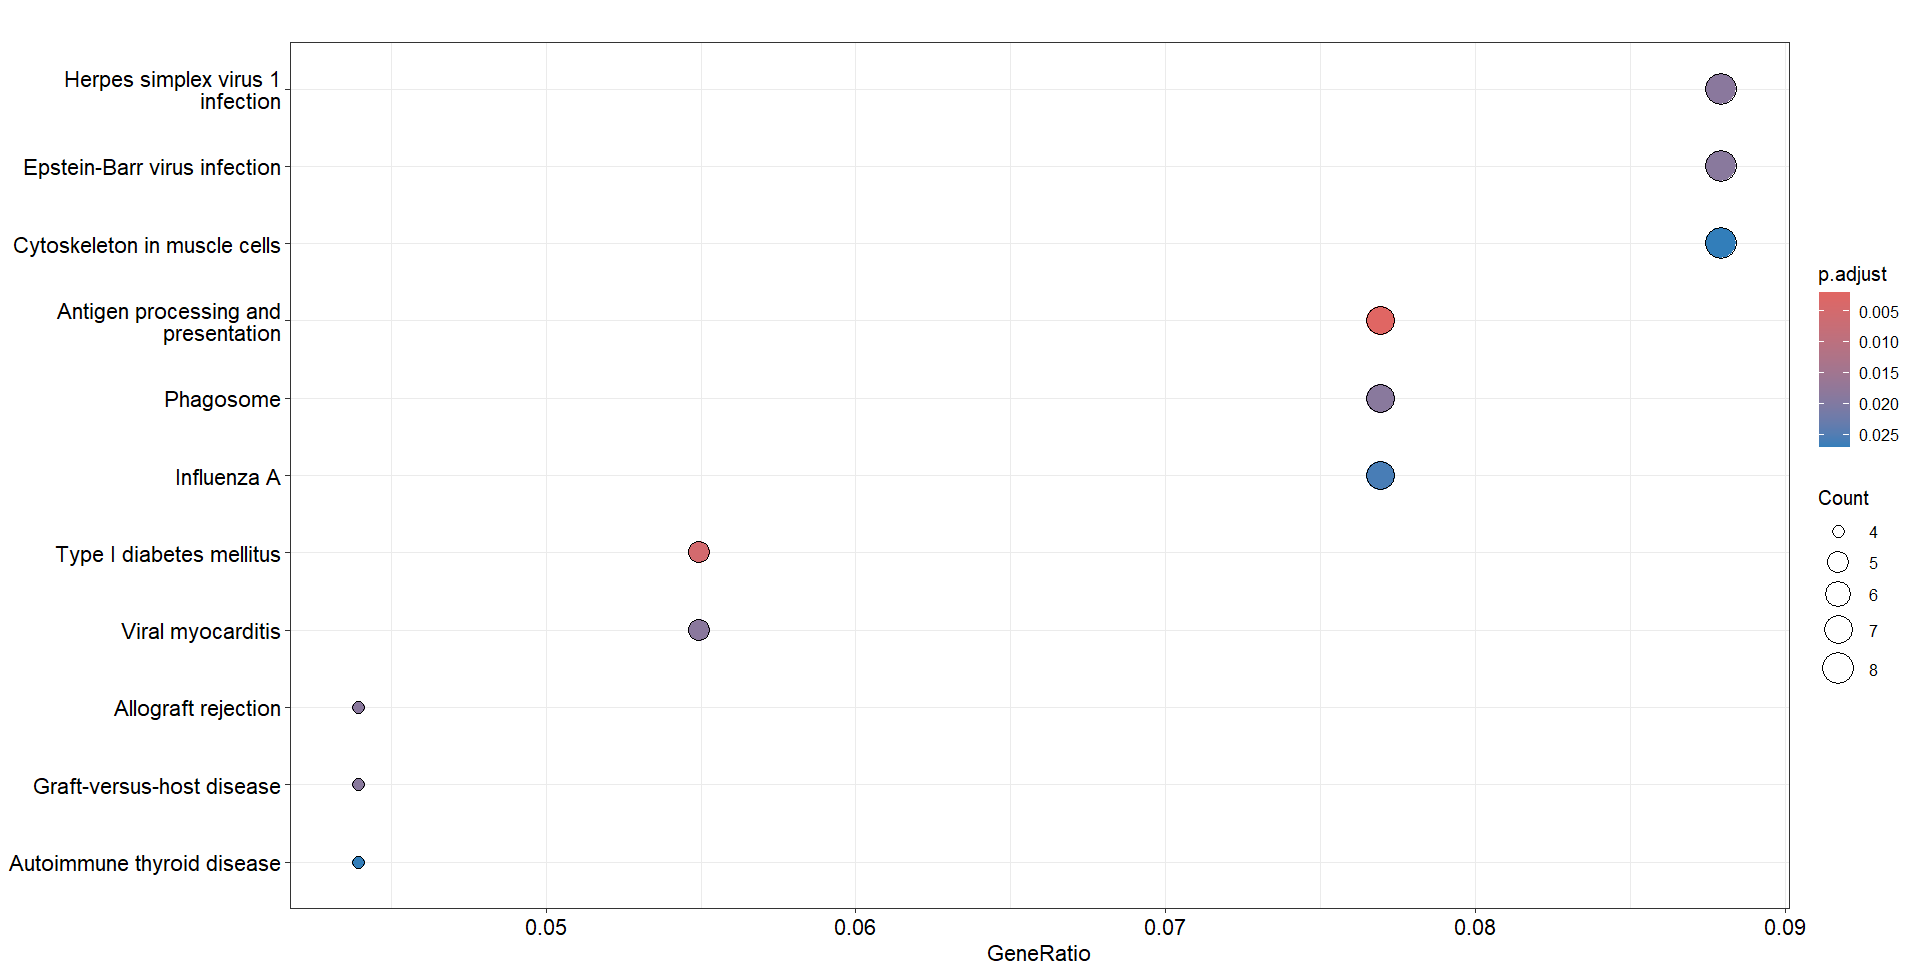 Herpes simplex virus 1
infection
Epstein-Barr virus infection
Cytoskeleton in muscle cells
Antigen processing and
presentation
Phagosome
Influenza A
Type I diabetes mellitus
Viral myocarditis
Allograft rejection
Graft-versus-host disease
Autoimmune thyroid disease
0.05
0.06
0.07
0.08
0.09
GeneRatio
p.adjust
0.005
0.010
0.015
0.020
0.025
Count
4
5
6
7
8